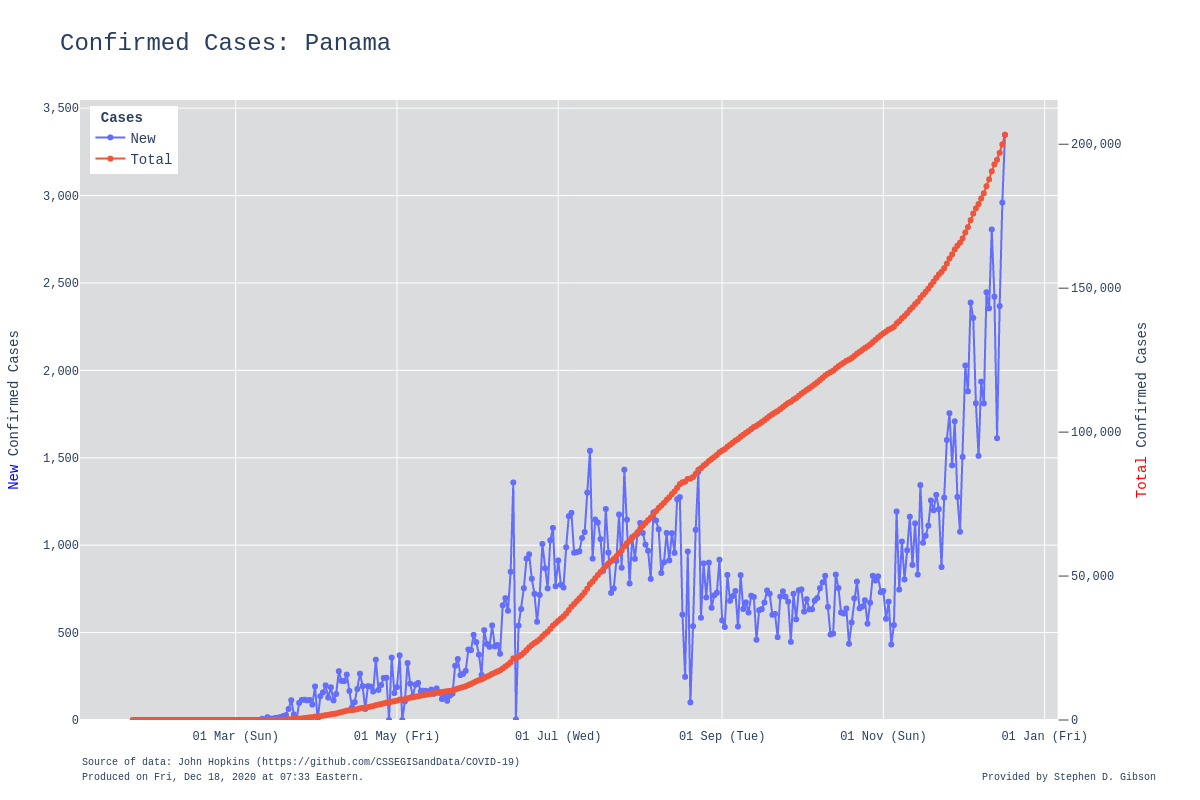 Confirmed Cases: Panama
Cases
New
Total
3,500
3,000
2,500
2,000
1,500
1,000
500
0
200,000
150,000
100,000
50,000
0
New Confirmed Cases
Total Confirmed Cases
01 Mar (Sun)
01 May (Fri)
01 Jul (Wed)
01 Sep (Tue)
01 Nov (Sun)
01 Jan (Fri)
Source of data: John Hopkins (https://github.com/CSSEGISandData/COVID-19)
Produced on Fri, Dec 18, 2020 at 07:33 Eastern.
Provided by Stephen D. Gibson